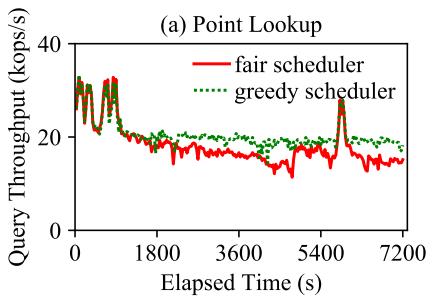 (a) Point Lookup
Query Throughput (kops/s)
40
20
0
fair scheduler
greedy scheduler
0 1800 3600 5400 7200
Elapsed Time (s)